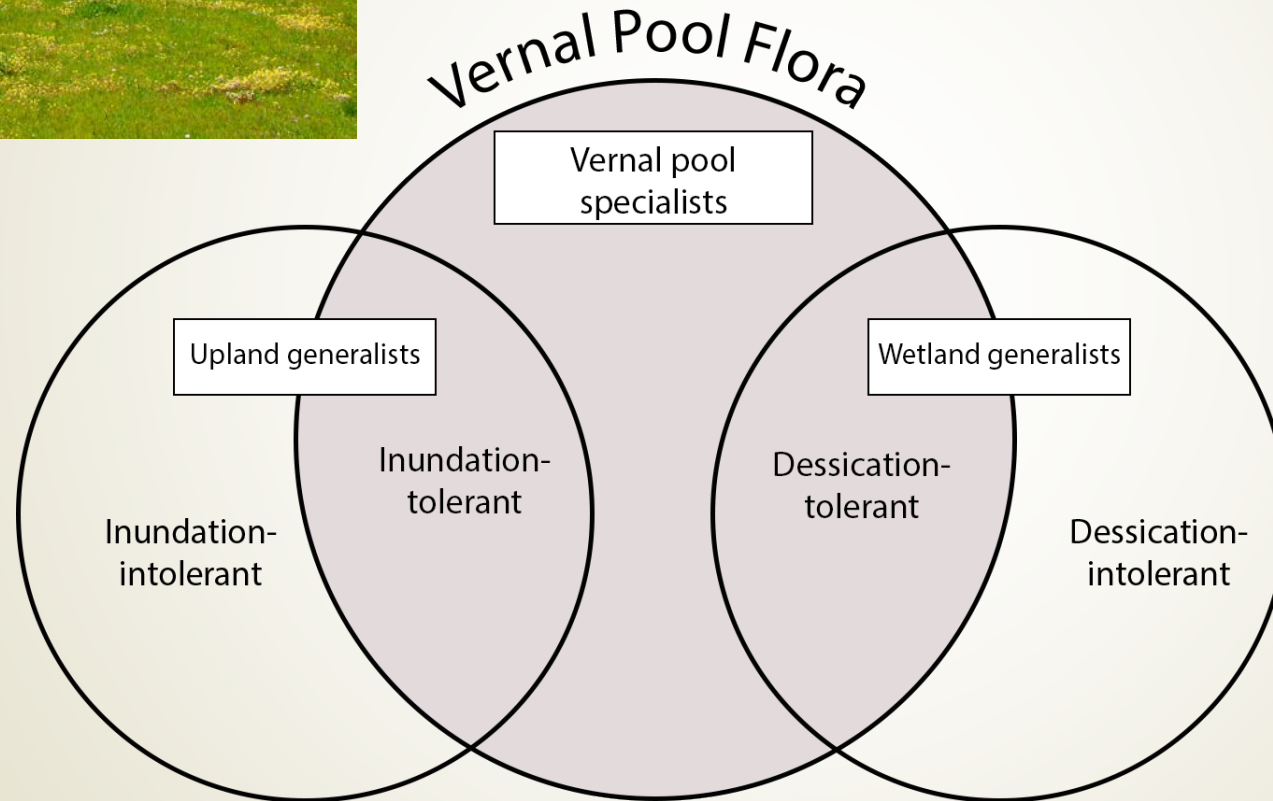 Vernal Pool Flora
Vernal pool
specialists
Upland generalists
Wetland generalists
Inundation-
tolerant
Dessication-
tolerant
Inundation-
intolerant
Dessication-
intolerant